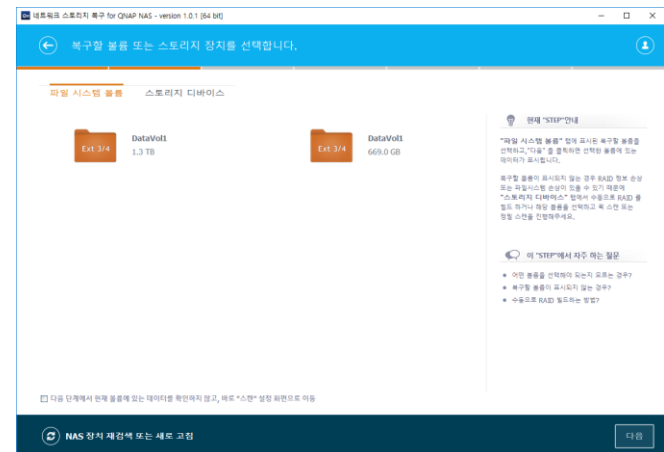 네트워크 스토리지 복구 for QNAP NAS - version 1.0.1 [64 bit]
복구할 볼륨 또는 스토리지 장치를 선택합니다.
파일 시스템 볼륨 스토리지 디바이스
Ext 3/4
DataVol1
1.3 TB
Ext 3/4
DataVol1
669.0 GB
현재 "STEP"안내
"파일 시스템 볼륨" 탭에 표시된 복구할 볼륨을
선택하고,"다음" 을 클릭하면 선택한 볼륨에 있는
데이터가 표시됩니다.
복구할 볼륨이 표시되지 않는 경우 RAID 정보 손상
또는 파일시스템 손상이 있을 수 있기 때문에
"스토리지 디바이스" 탭에서 수동으로 RAID 를
빌드 하거나 해당 볼륨을 선택하고 퀵 스캔 또는
정밀 스캔을 진행해주세요.
이 "STEP"에서 자주 하는 질문
어떤 볼륨을 선택해야 되는지 모르는 경우?
복구할 볼륨이 표시되지 않는 경우?
수동으로 RAID 빌드하는 방법?
다음 단계에서 현재 볼륨에 있는 데이터를 확인하지 않고, 바로 "스캔" 설정 화면으로 이동
NAS 장치 재검색 또는 새로 고침
다음